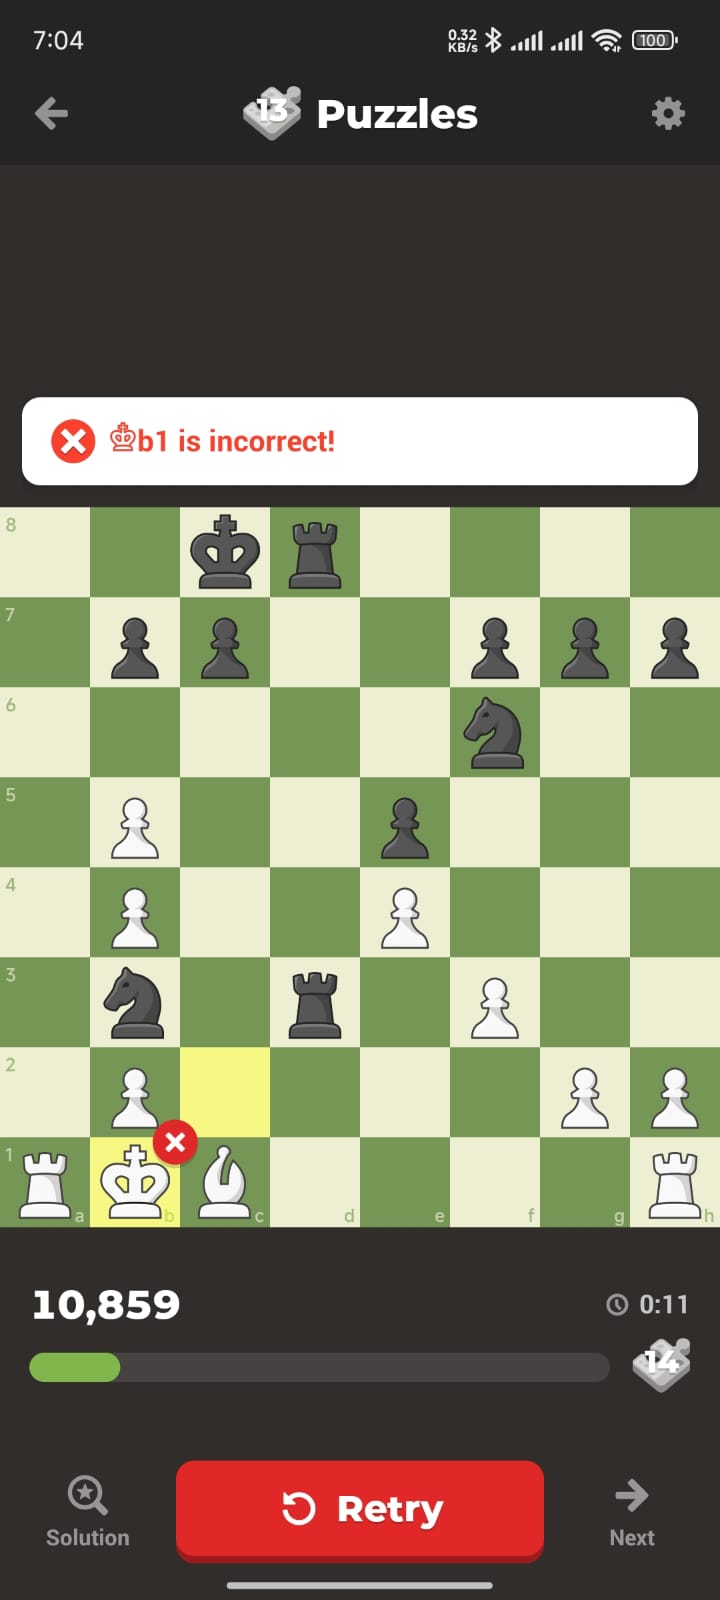 7:04
0.32
KB/s
100
13 Puzzles
♔b1 is incorrect!
8
7
6
5
4
3
2
1
a b c d e f g h
10,859
0:11
14
Solution
Retry
Next